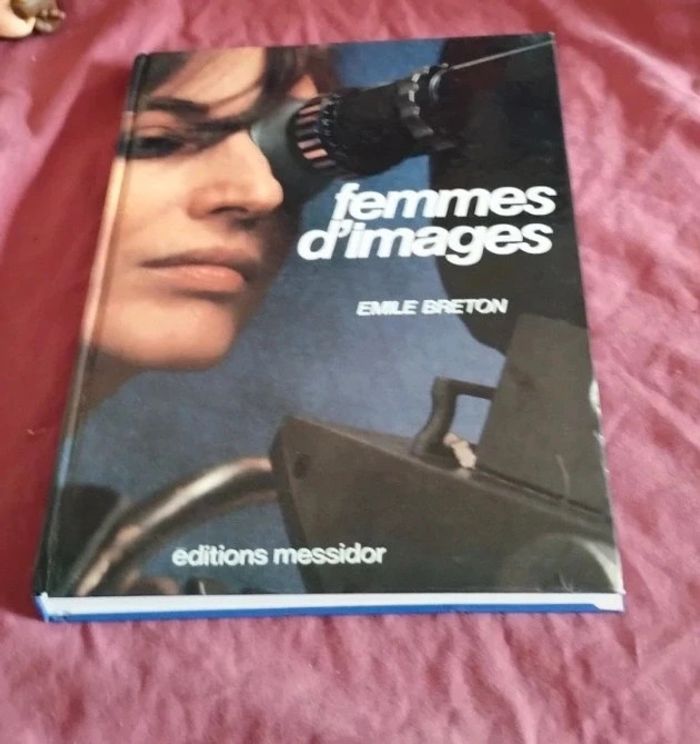 femmes
d'images
EMILE BRETON
editions messidor